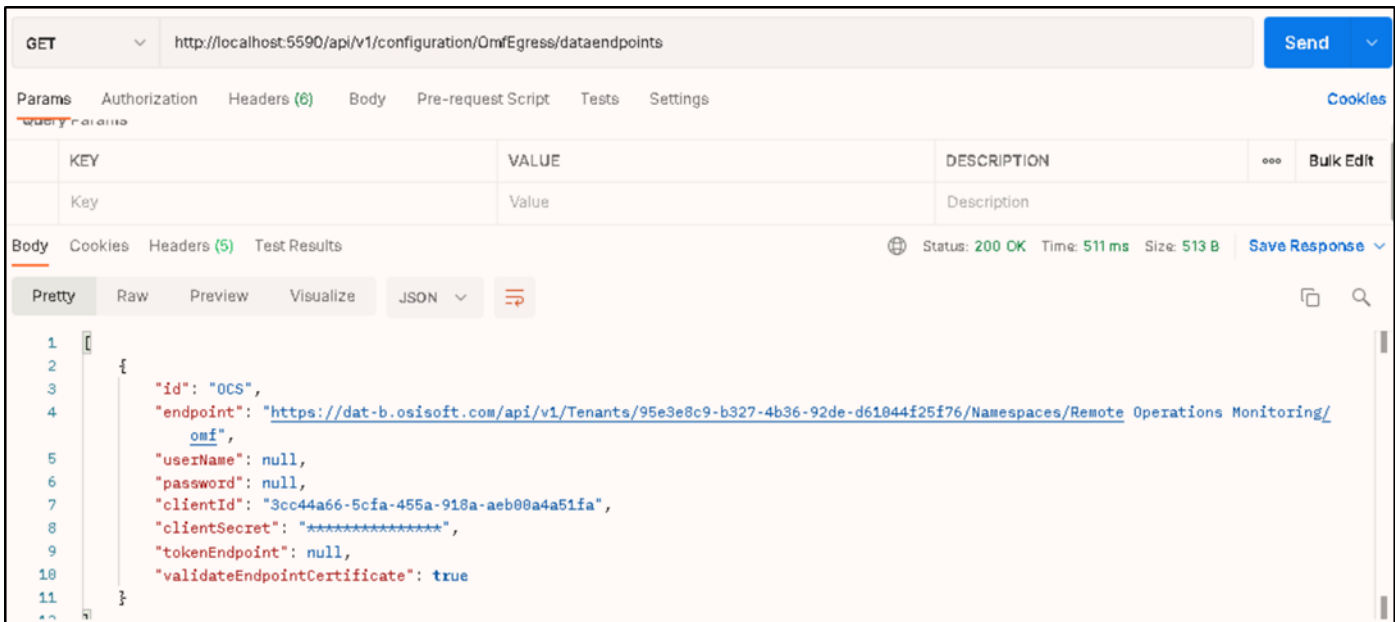 GET http://localhost:5590/api/v1/configuration/OmfEgress/dataendpoints Send
Params Authorization Headers (6) Body Pre-request Script Tests Settings Cookies
Query Params
KEY VALUE DESCRIPTION ooo Bulk Edit
Key Value Description
Body Cookies Headers (5) Test Results Status: 200 OK Time: 511 ms Size: 513 B Save Response
Pretty Raw Preview Visualize JSON
1 [
2 {
3 "id": "OCS",
4 "endpoint": "https://dat-b.osisoft.com/api/v1/Tenants/95e3e8c9-b327-4b36-92de-d61044f25f76/Namespaces/Remote Operations Monitoring/
omf",
5 "userName": null,
6 "password": null,
7 "clientId": "3cc44a66-5cfa-455a-918a-aeb00a4a51fa",
8 "clientSecret": "***************",
9 "tokenEndpoint": null,
10 "validateEndpointCertificate": true
11 }
12 ]